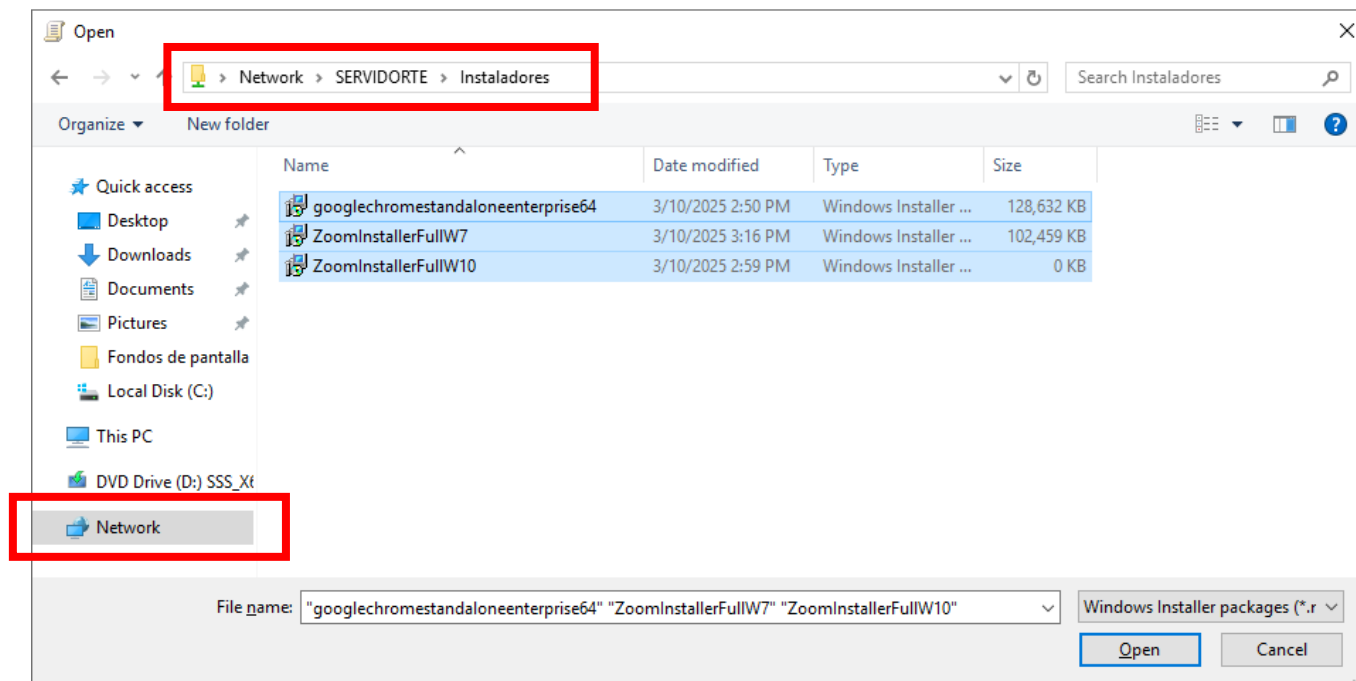 Open
Network > SERVIDORTE > Instaladores
Search Instaladores
Organize
New folder
?
Name
Date modified
Type
Size
Quick access
Desktop
Downloads
Documents
Pictures
Fondos de pantalla
Local Disk (C:)
This PC
DVD Drive (D:) SSS_X6
Network
googlechromestandaloneenterprise64 3/10/2025 2:50 PM Windows Installer ... 128,632 KB
ZoomInstallerFullW7 3/10/2025 3:16 PM Windows Installer ... 102,459 KB
ZoomInstallerFullW10 3/10/2025 2:59 PM Windows Installer ... 0 KB
File name: "googlechromestandaloneenterprise64" "ZoomInstallerFullW7" "ZoomInstallerFullW10"
Windows Installer packages (*.r
Open
Cancel